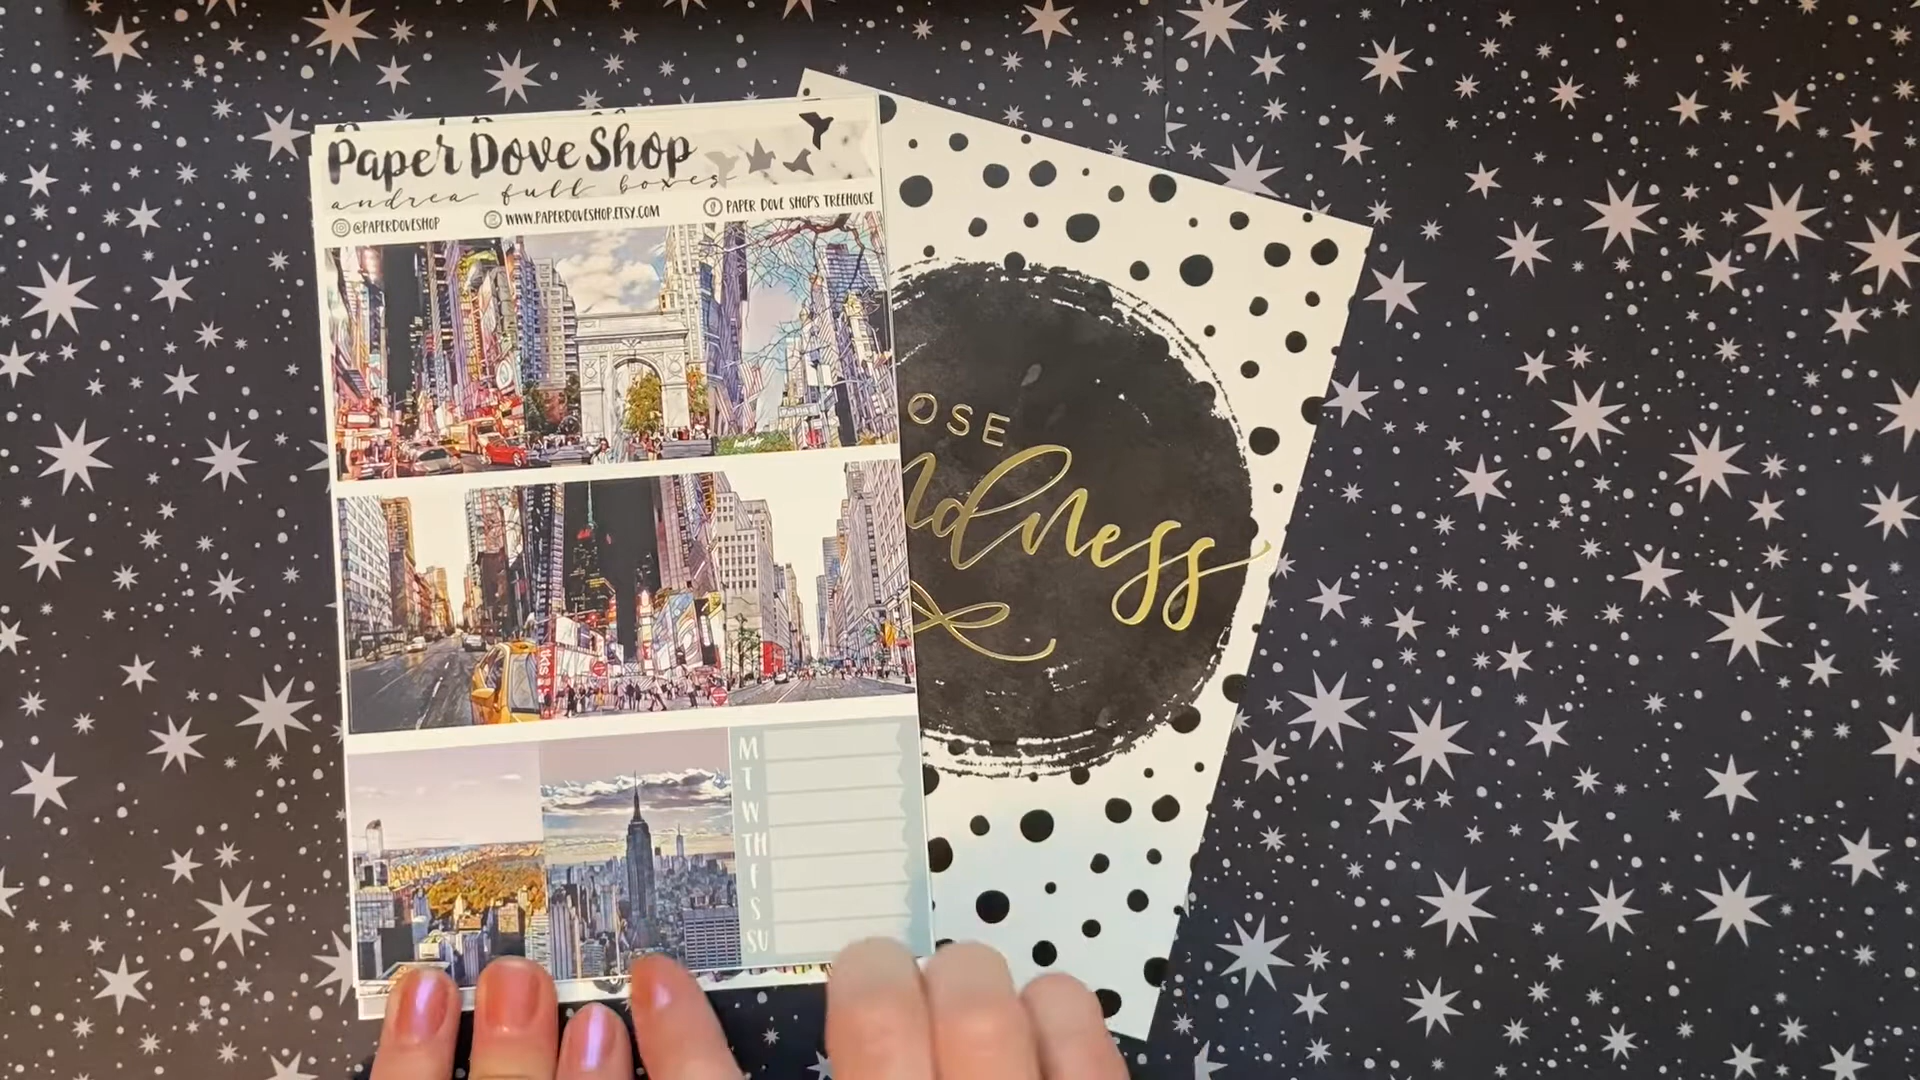 Paper Dove Shop
andrea full boxes
@PAPERDOVESHOP
WWW.PAPERDOVESHOP.ETSY.COM
PAPER DOVE SHOP'S TREEHOUSE
M
T
W
TH
F
S
SU
OSE
ndness